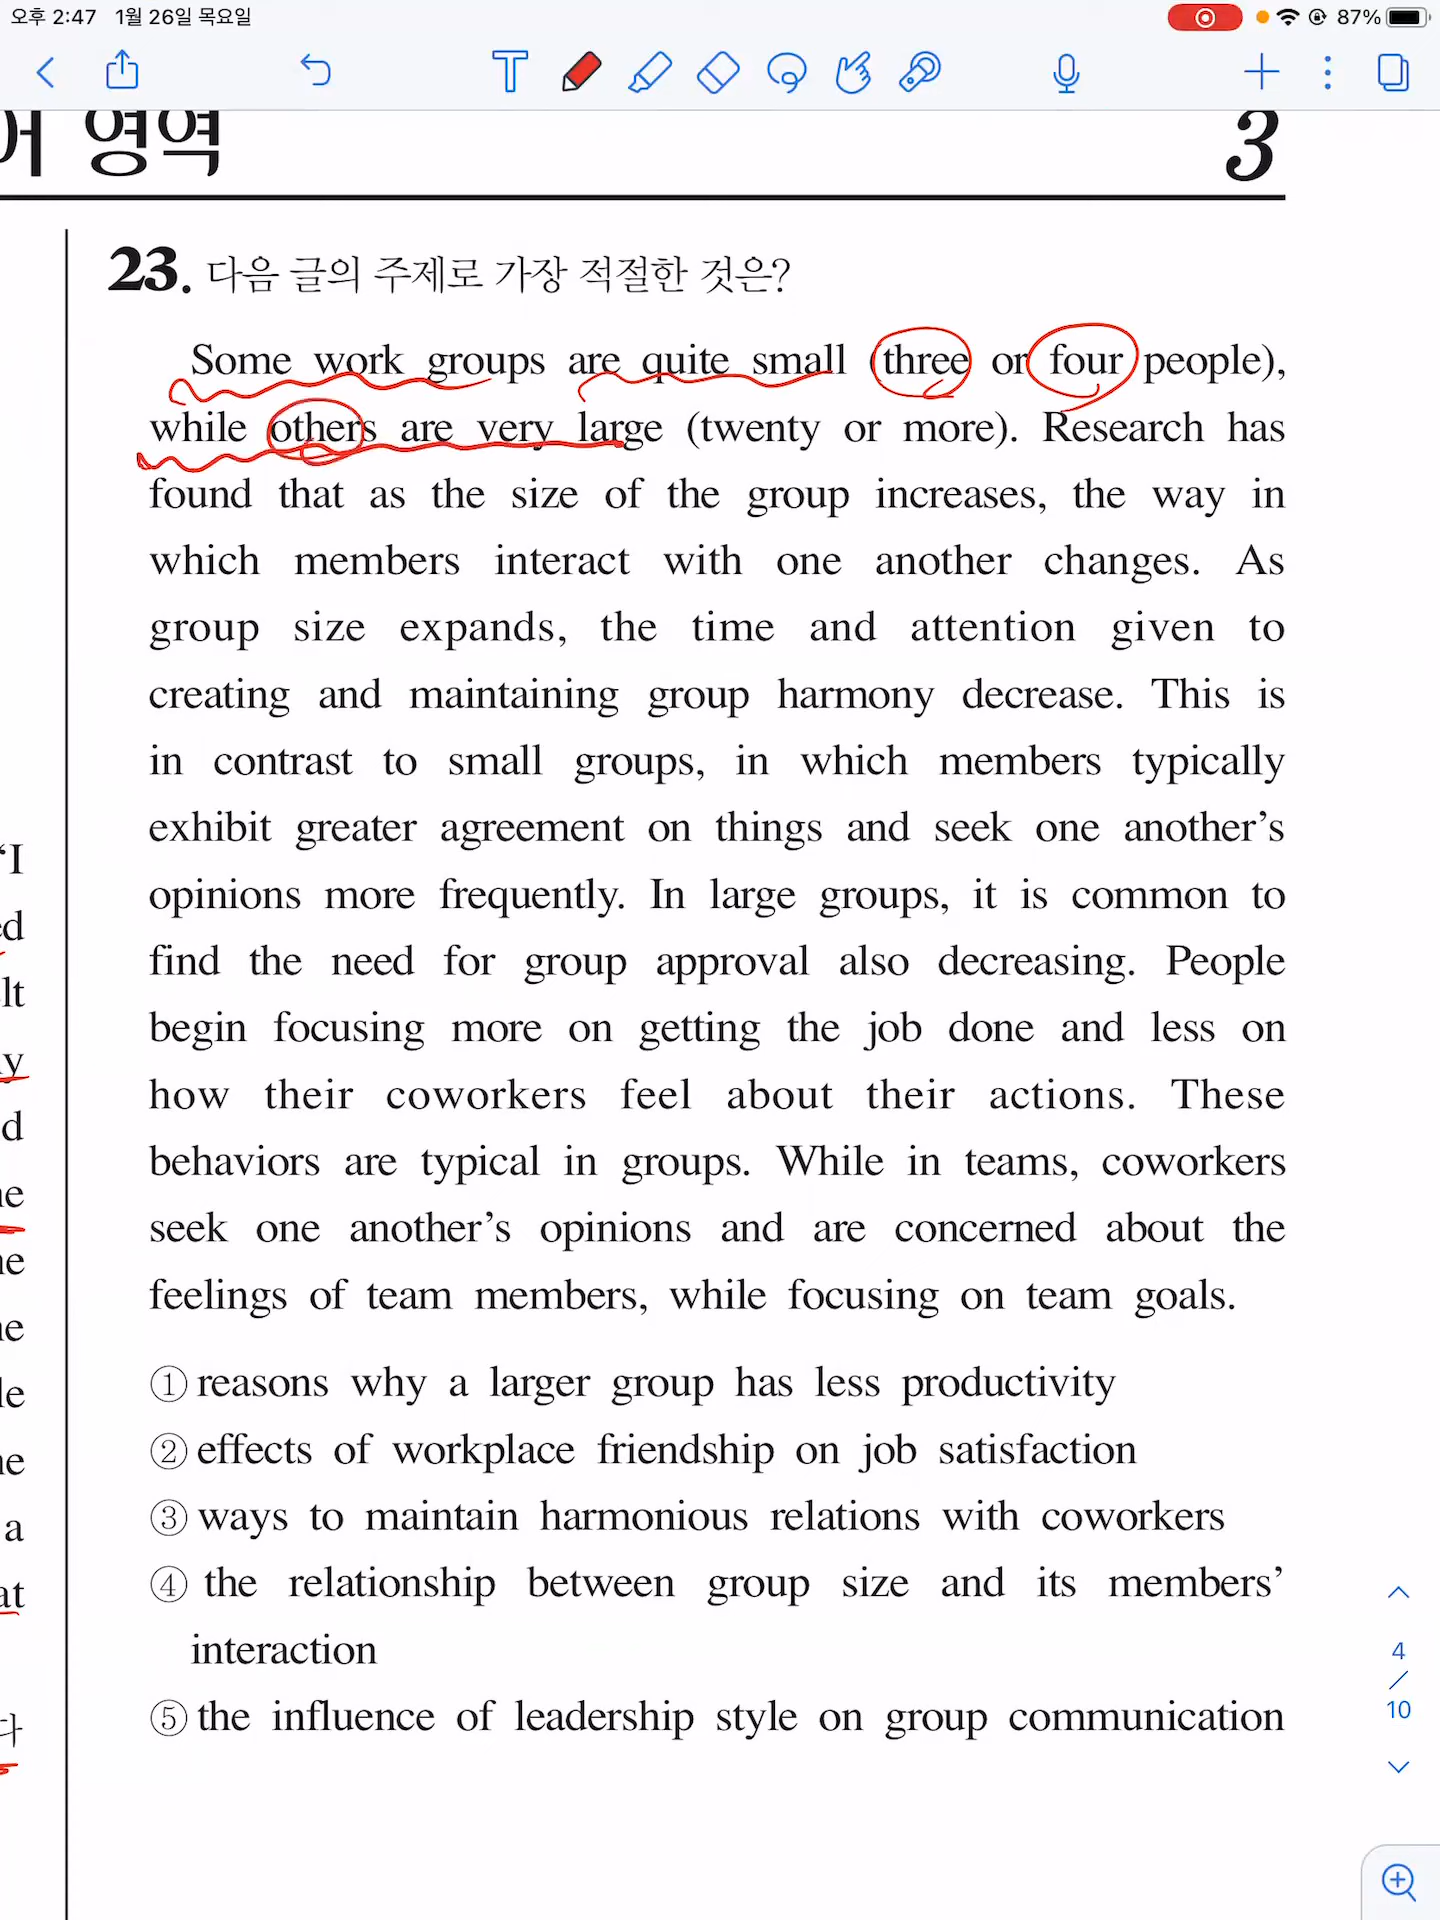 오후 2:47 1월 26일 목요일 87%
어 영역 3
23. 다음 글의 주제로 가장 적절한 것은?
Some work groups are quite small (three or four people),
while others are very large (twenty or more). Research has
found that as the size of the group increases, the way in
which members interact with one another changes. As
group size expands, the time and attention given to
creating and maintaining group harmony decrease. This is
in contrast to small groups, in which members typically
exhibit greater agreement on things and seek one another's
opinions more frequently. In large groups, it is common to
find the need for group approval also decreasing. People
begin focusing more on getting the job done and less on
how their coworkers feel about their actions. These
behaviors are typical in groups. While in teams, coworkers
seek one another's opinions and are concerned about the
feelings of team members, while focusing on team goals.
① reasons why a larger group has less productivity
② effects of workplace friendship on job satisfaction
③ ways to maintain harmonious relations with coworkers
④ the relationship between group size and its members'
interaction
⑤ the influence of leadership style on group communication
4
/
10
‘I
ed
lt
y
d
ne
ne
ne
le
ne
a
at
다